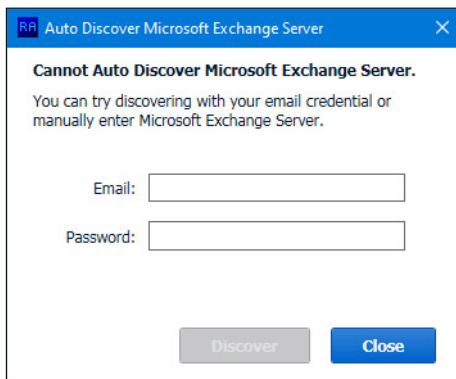 RA Auto Discover Microsoft Exchange Server
Cannot Auto Discover Microsoft Exchange Server.
You can try discovering with your email credential or
manually enter Microsoft Exchange Server.
Email:
Password:
Discover Close